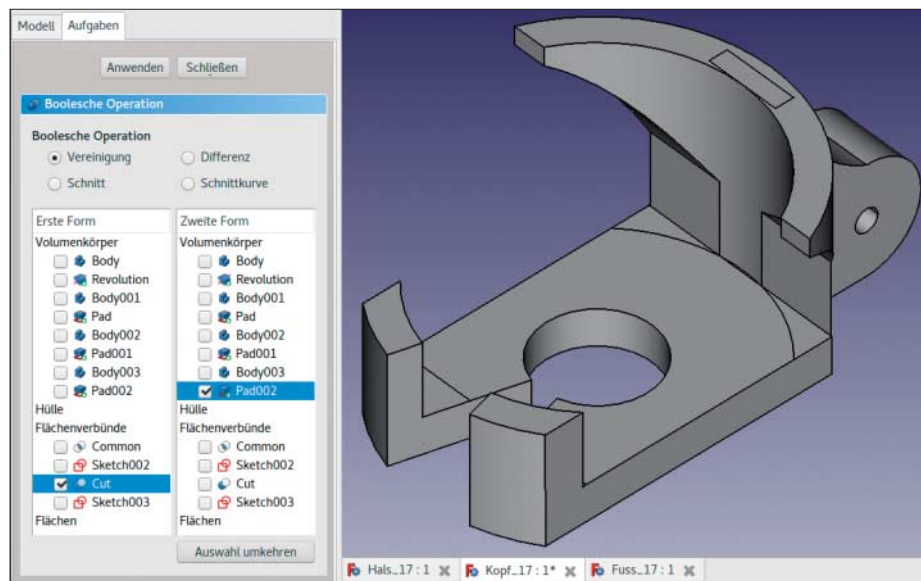 Modell Aufgaben
Anwenden Schließen
Boolesche Operation
Boolesche Operation
Vereinigung Differenz
Schnitt Schnittkurve
Erste Form
Volumenkörper
Body
Revolution
Body001
Pad
Body002
Pad001
Body003
Pad002
Hülle
Flächenverbünde
Common
Sketch002
Cut
Sketch003
Flächen
Zweite Form
Volumenkörper
Body
Revolution
Body001
Pad
Body002
Pad001
Body003
Pad002
Hülle
Flächenverbünde
Common
Sketch002
Cut
Sketch003
Flächen
Auswahl umkehren
Hals_17 : 1 Kopf_17 : 1* Fuss_17 : 1